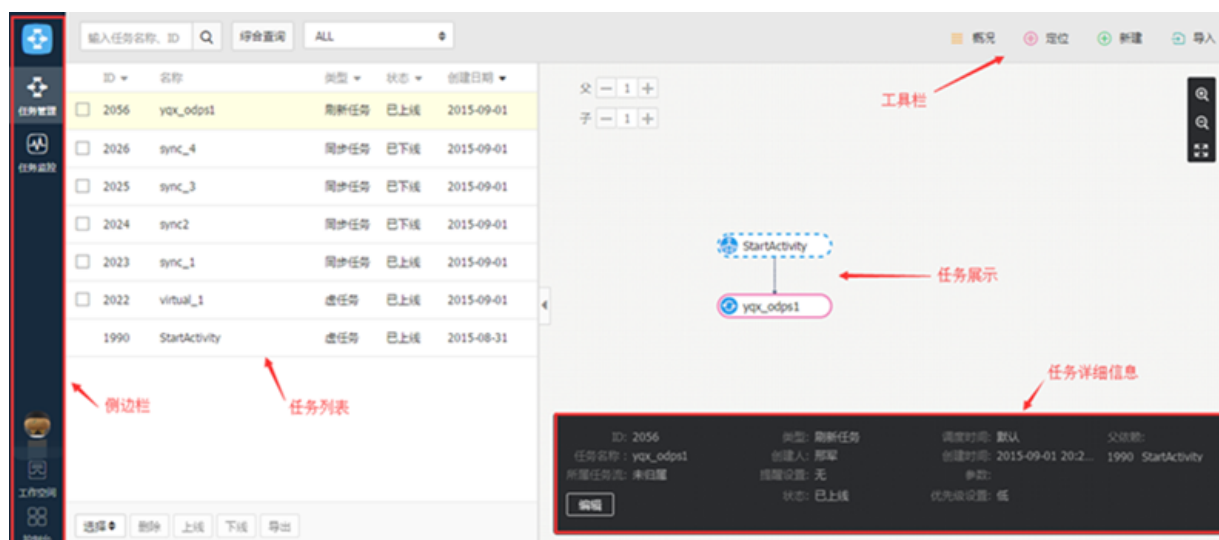 输入任务名称、ID 综合查询 ALL 概况 定位 新建 导入
任务管理
任务监控
工作空间
ID 名称 类型 状态 创建日期
2056 yqx_odps1 刷新任务 已上线 2015-09-01
2026 sync_4 同步任务 已下线 2015-09-01
2025 sync_3 同步任务 已下线 2015-09-01
2024 sync2 同步任务 已下线 2015-09-01
2023 sync_1 同步任务 已上线 2015-09-01
2022 virtual_1 虚任务 已上线 2015-09-01
1990 StartActivity 虚任务 已上线 2015-08-31
侧边栏
任务列表
选择 删除 上线 下线 导出
父 1
子 1
工具栏
StartActivity
任务展示
yqx_odps1
任务详细信息
ID: 2056 类型: 刷新任务 调度时间: 默认 父依赖:
任务名称: yqx_odps1 创建人: 邢军 创建时间: 2015-09-01 20:2... 1990 StartActivity
所属任务流: 未归属 提醒设置: 无 参数:
状态: 已上线 优先级设置: 低
编辑